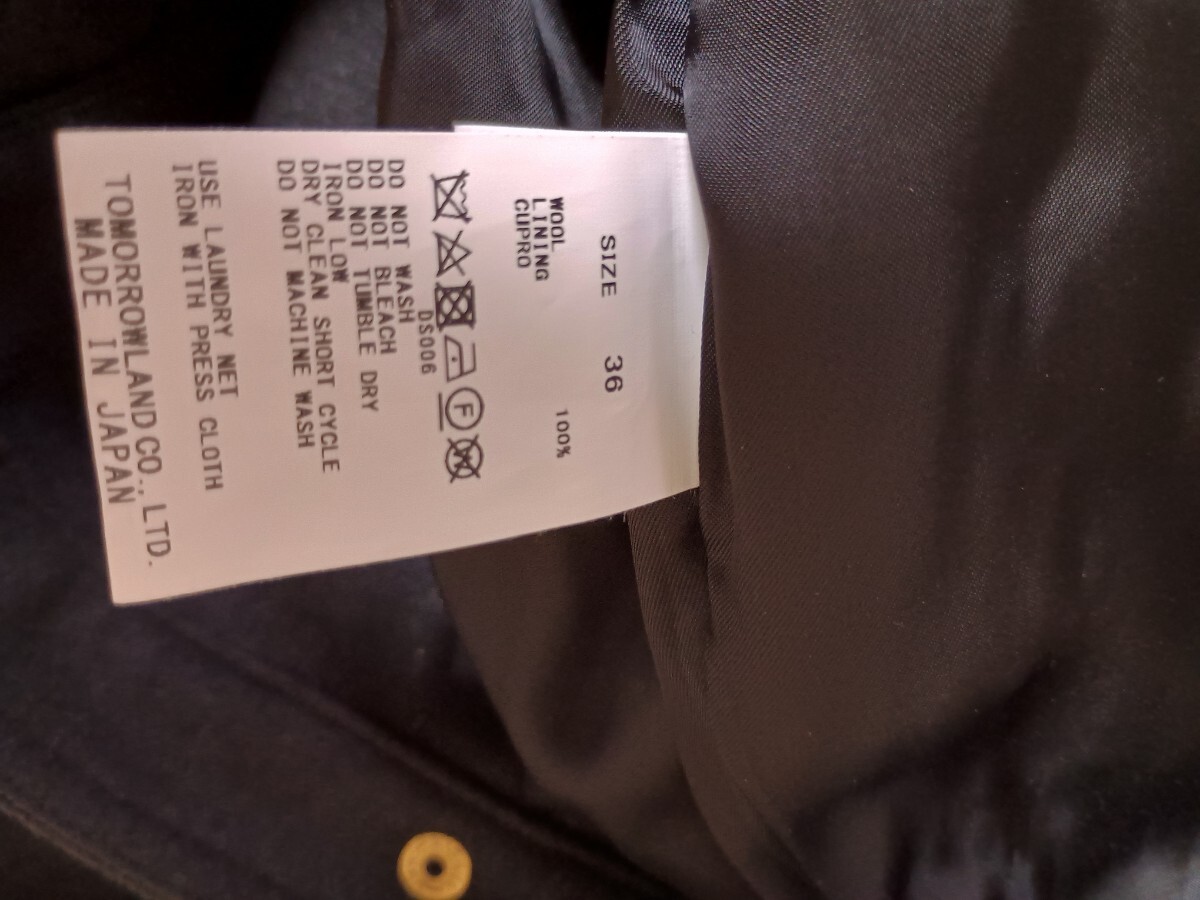 SIZE 36
WOOL 100%
LINING
CUPRO
F W
DS006
DO NOT WASH
DO NOT BLEACH
DO NOT TUMBLE DRY
IRON LOW
DRY CLEAN SHORT CYCLE
DO NOT MACHINE WASH
USE LAUNDRY NET
IRON WITH PRESS CLOTH
TOMORROWLAND CO., LTD.
MADE IN JAPAN